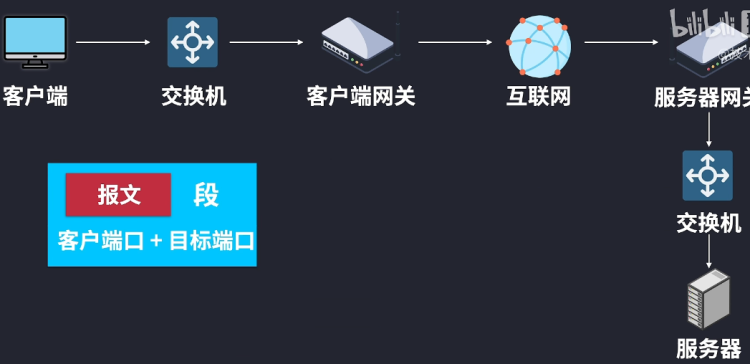 bilibili
客户端
交换机
客户端网关
互联网
服务器网关
报文 段
客户端口 + 目标端口
交换机
服务器